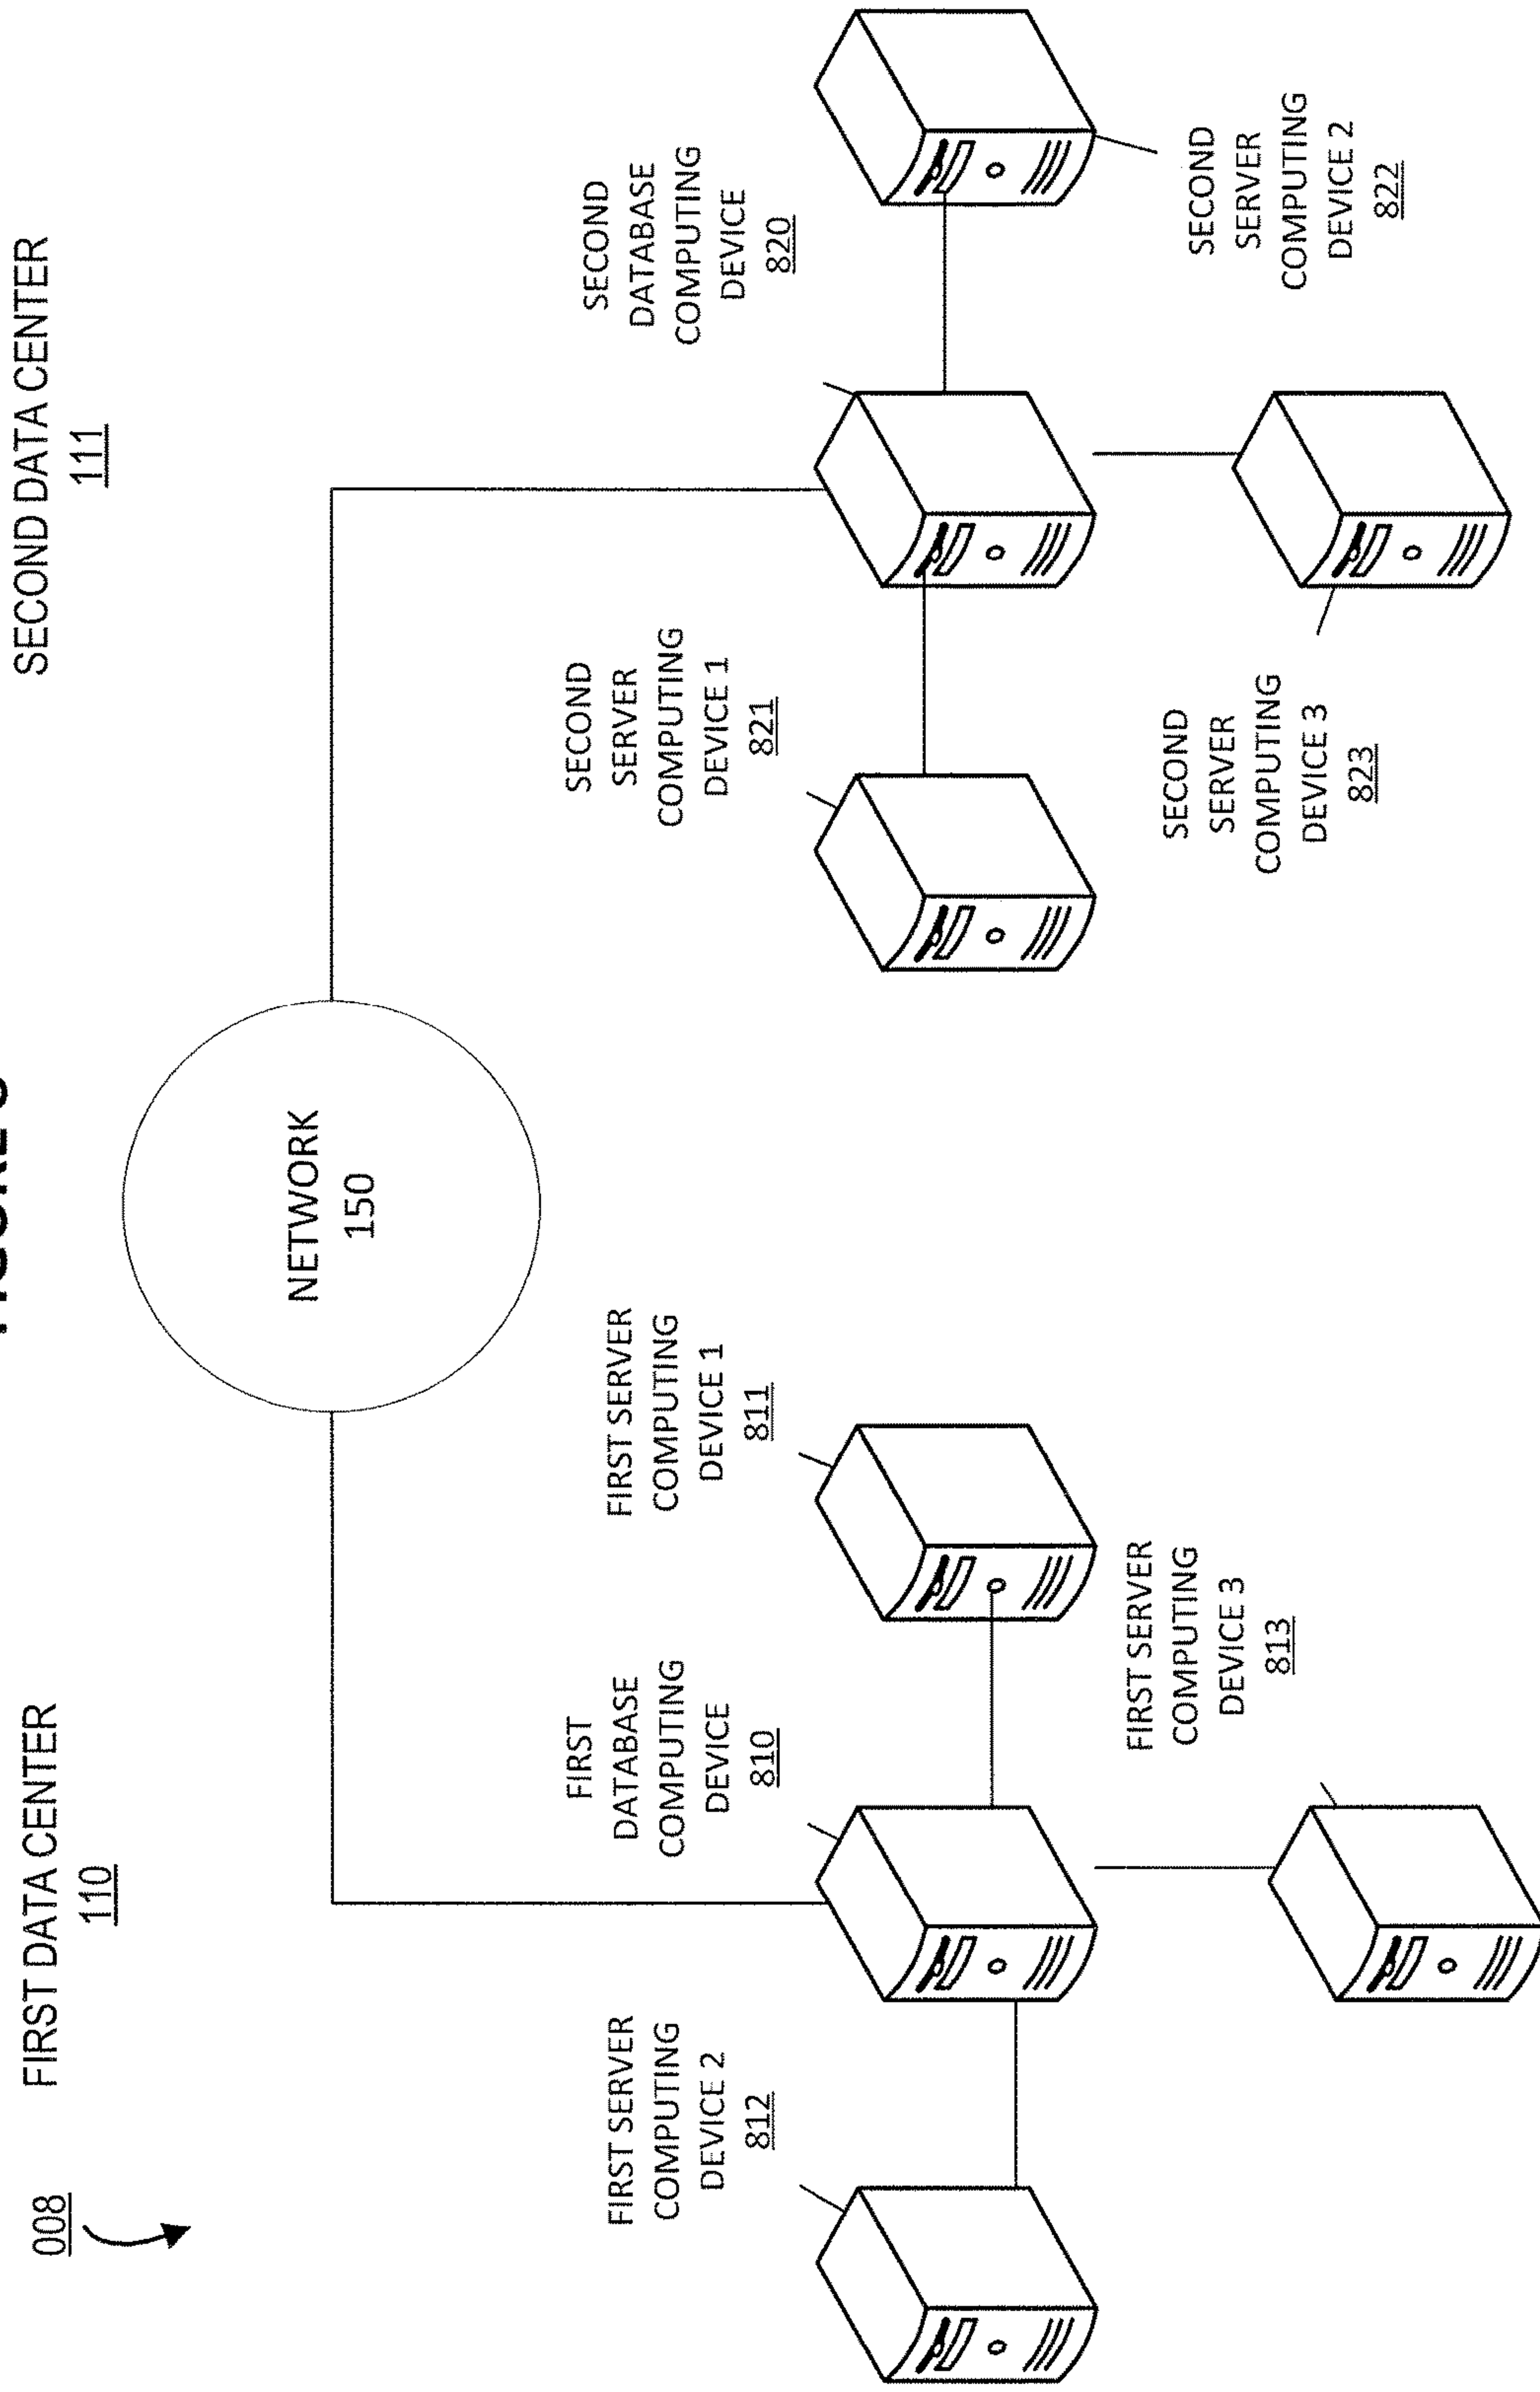 008
FIRST DATA CENTER
110
SECOND DATA CENTER
111
NETWORK
150
FIRST SERVER
COMPUTING
DEVICE 2
812
FIRST
DATABASE
COMPUTING
DEVICE
810
FIRST SERVER
COMPUTING
DEVICE 1
811
FIRST SERVER
COMPUTING
DEVICE 3
813
SECOND
SERVER
COMPUTING
DEVICE 1
821
SECOND
DATABASE
COMPUTING
DEVICE
820
SECOND
SERVER
COMPUTING
DEVICE 3
823
SECOND
SERVER
COMPUTING
DEVICE 2
822